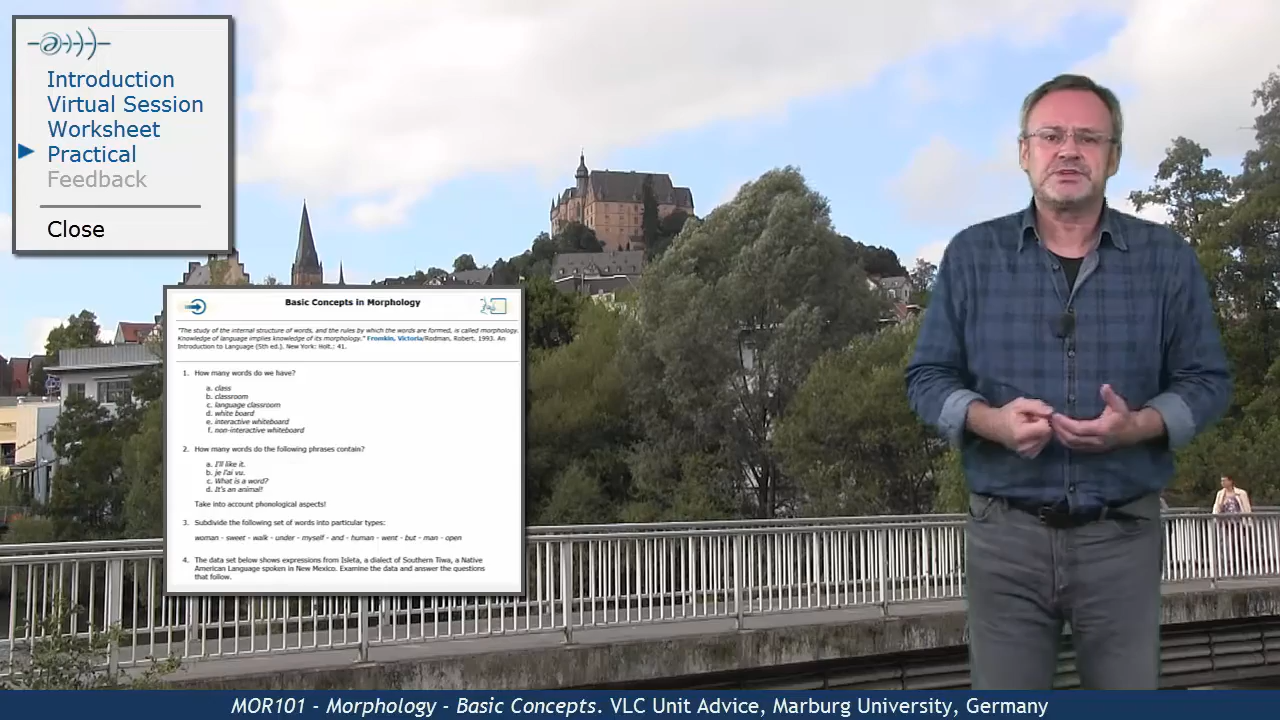 Introduction
Virtual Session
Worksheet
Practical
Feedback
Close
Basic Concepts in Morphology
"The study of the internal structure of words, and the rules by which the words are formed, is called morphology.
Knowledge of language implies knowledge of its morphology." Fromkin, Victoria/Rodman, Robert. 1993. An
Introduction to Language (5th ed.). New York: Holt.: 41.
1. How many words do we have?
a. class
b. classroom
c. language classroom
d. white board
e. interactive whiteboard
f. non-interactive whiteboard
2. How many words do the following phrases contain?
a. I'll like it.
b. je l'ai vu.
c. What is a word?
d. It's an animal!
Take into account phonological aspects!
3. Subdivide the following set of words into particular types:
woman - sweet - walk - under - myself - and - human - went - but - man - open
4. The data set below shows expressions from Isleta, a dialect of Southern Tiwa, a Native
American Language spoken in New Mexico. Examine the data and answer the questions
that follow.
MOR101 - Morphology - Basic Concepts. VLC Unit Advice, Marburg University, Germany